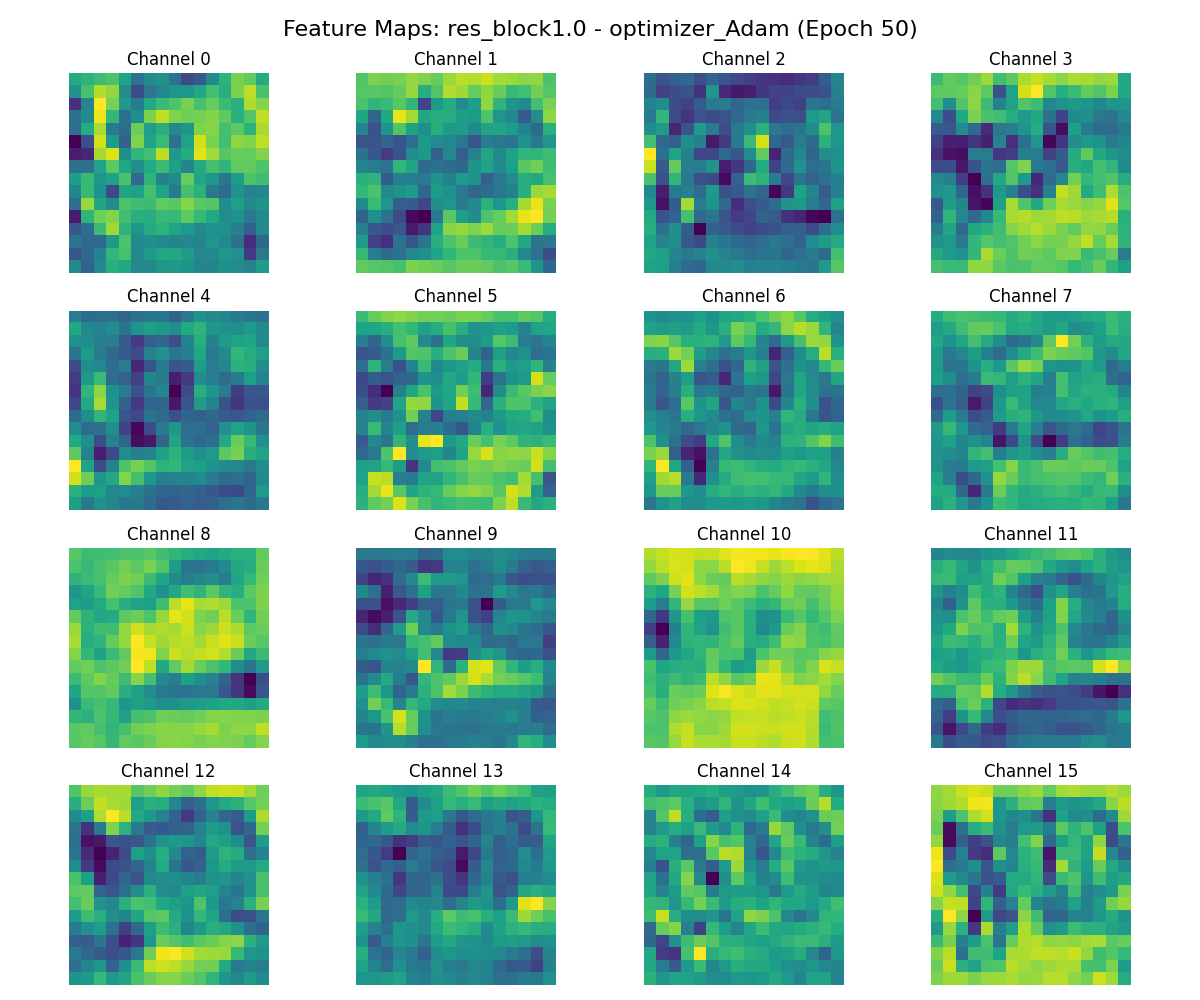 Feature Maps: res_block1.0 - optimizer_Adam (Epoch 50)
Channel 0
Channel 1
Channel 2
Channel 3
Channel 4
Channel 5
Channel 6
Channel 7
Channel 8
Channel 9
Channel 10
Channel 11
Channel 12
Channel 13
Channel 14
Channel 15